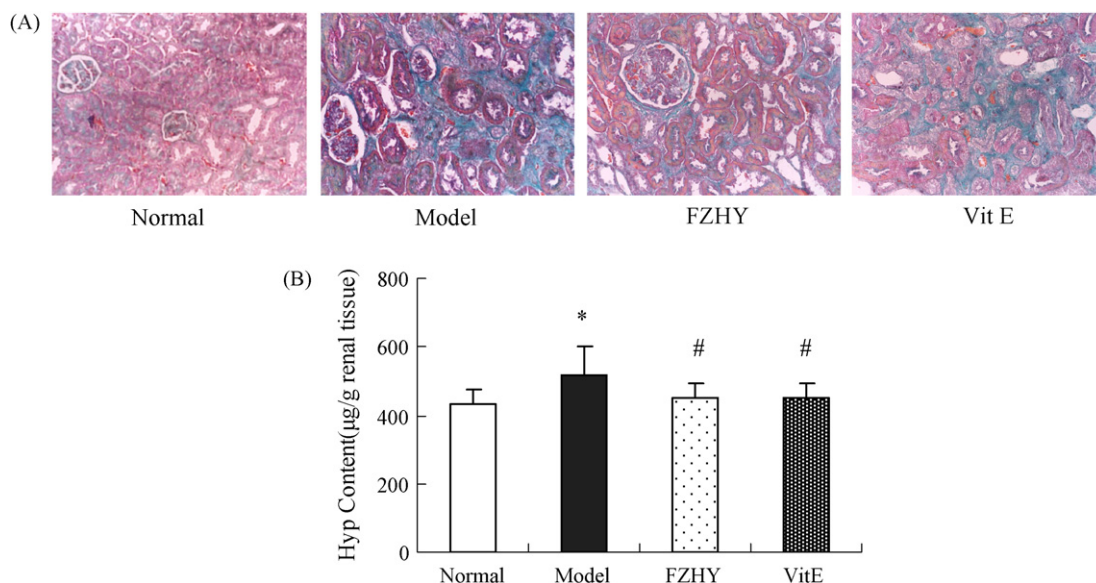 (A)
Normal
Model
FZHY
Vit E
(B)
Hyp Content(μg/g renal tissue)
800
600
400
200
0
*
#
#
Normal
Model
FZHY
VitE